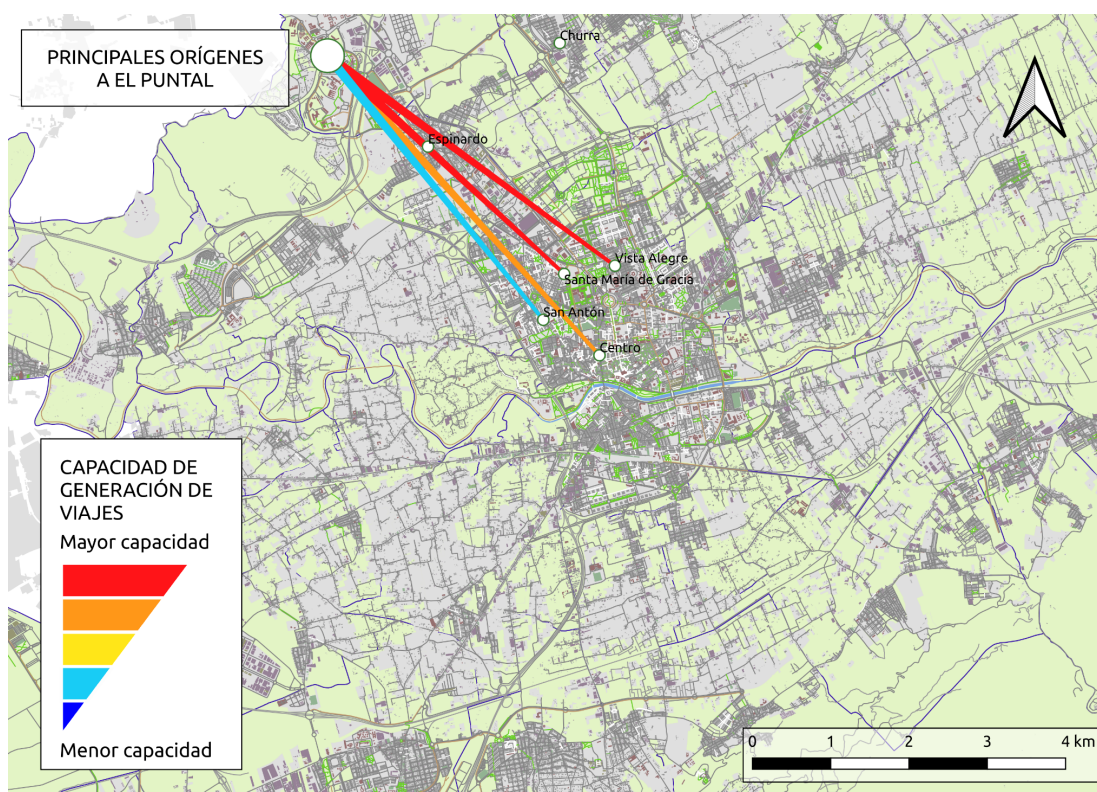 PRINCIPALES ORÍGENES
A EL PUNTAL
Churra
Espinardo
Vista Alegre
Santa María de Gracia
San Antón
Centro
CAPACIDAD DE
GENERACIÓN DE
VIAJES
Mayor capacidad
Menor capacidad
0 1 2 3 4 km